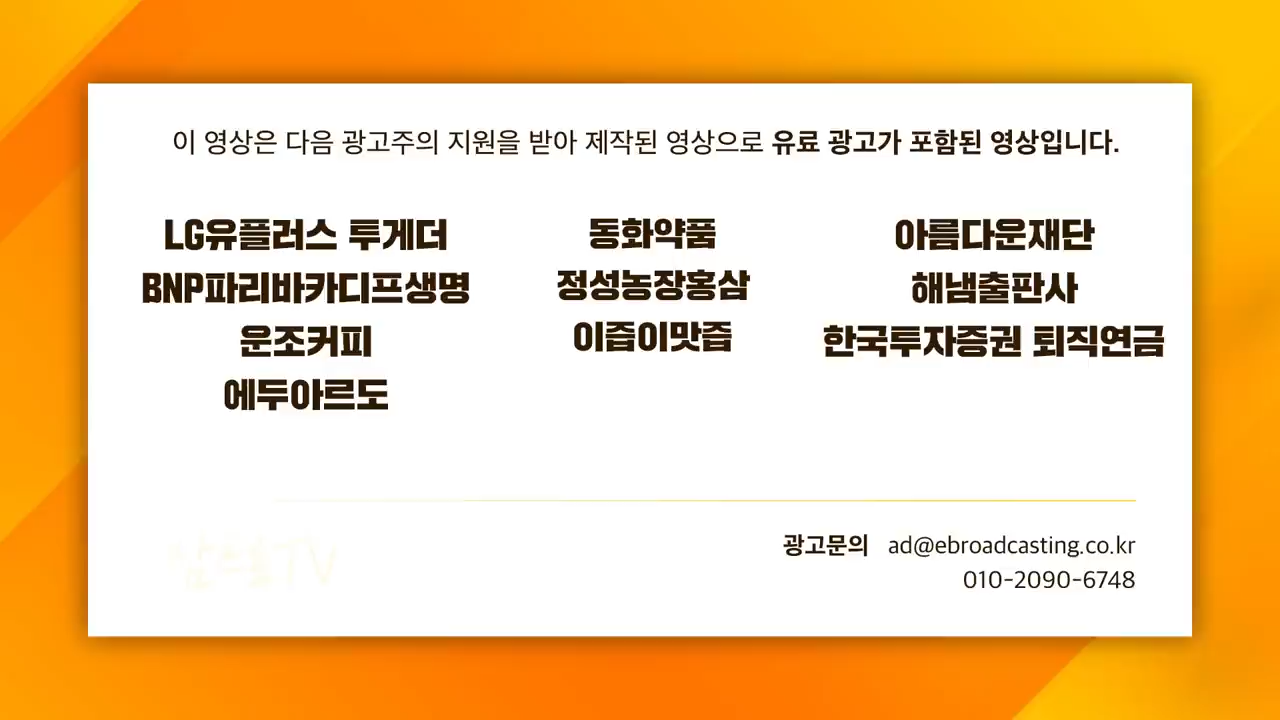 이 영상은 다음 광고주의 지원을 받아 제작된 영상으로 유료 광고가 포함된 영상입니다.
LG유플러스 투게더
BNP파리바카디프생명
운조커피
에두아르도
동화약품
정성농장홍삼
이즙이맛즙
아름다운재단
해냄출판사
한국투자증권 퇴직연금
광고문의 ad@ebroadcasting.co.kr
010-2090-6748
TV